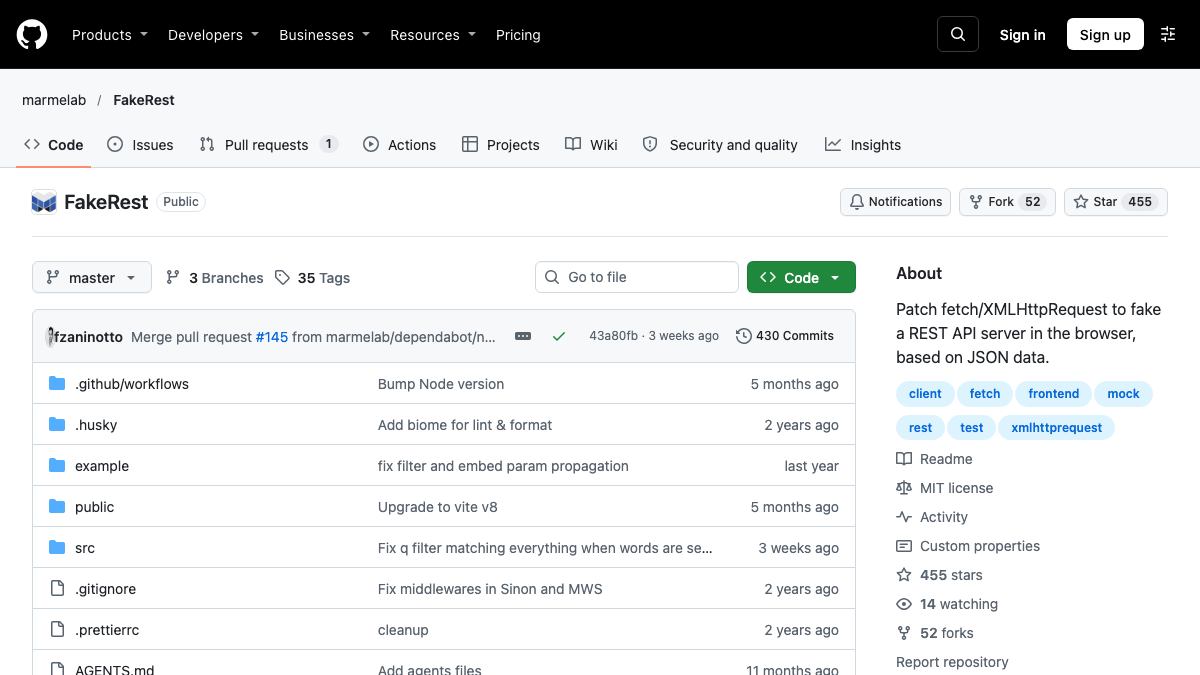 Products Developers Businesses Resources Pricing Sign in Sign up
marmelab / FakeRest
Code Issues Pull requests 1 Actions Projects Wiki Security and quality Insights
FakeRest Public Notifications Fork 52 Star 455
master 3 Branches 35 Tags Go to file Code
fzaninotto Merge pull request #145 from marmelab/dependabot/n... 43a80fb · 3 weeks ago 430 Commits
.github/workflows Bump Node version 5 months ago
.husky Add biome for lint & format 2 years ago
example fix filter and embed param propagation last year
public Upgrade to vite v8 5 months ago
src Fix q filter matching everything when words are se... 3 weeks ago
.gitignore Fix middlewares in Sinon and MWS 2 years ago
.prettierrc cleanup 2 years ago
AGENTS.md Add agents files 11 months ago
About
Patch fetch/XMLHttpRequest to fake
a REST API server in the browser,
based on JSON data.
client fetch frontend mock
rest test xmlhttprequest
Readme
MIT license
Activity
Custom properties
455 stars
14 watching
52 forks
Report repository